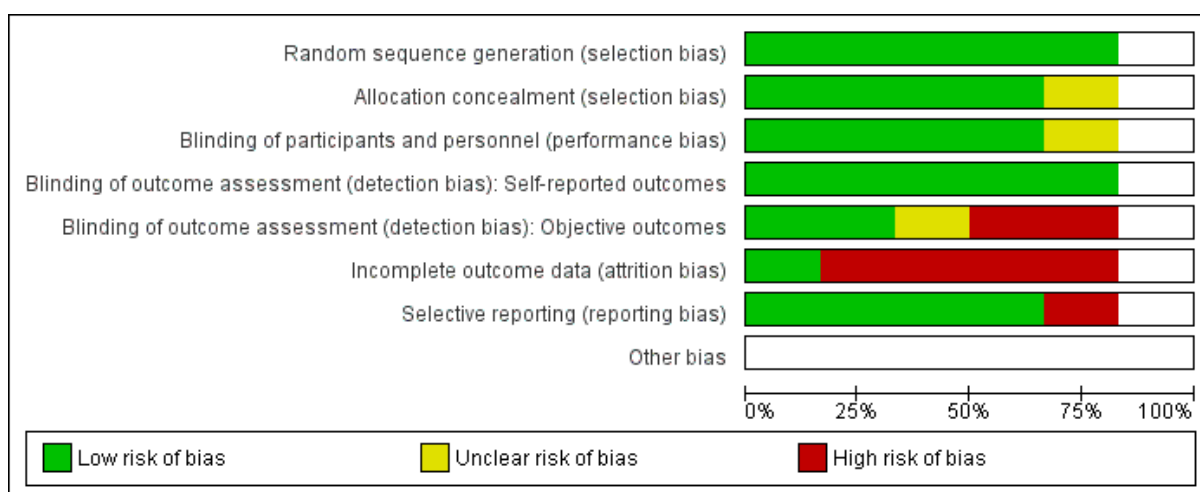 Random sequence generation (selection bias)
Allocation concealment (selection bias)
Blinding of participants and personnel (performance bias)
Blinding of outcome assessment (detection bias): Self-reported outcomes
Blinding of outcome assessment (detection bias): Objective outcomes
Incomplete outcome data (attrition bias)
Selective reporting (reporting bias)
Other bias
0% 25% 50% 75% 100%
Low risk of bias Unclear risk of bias High risk of bias